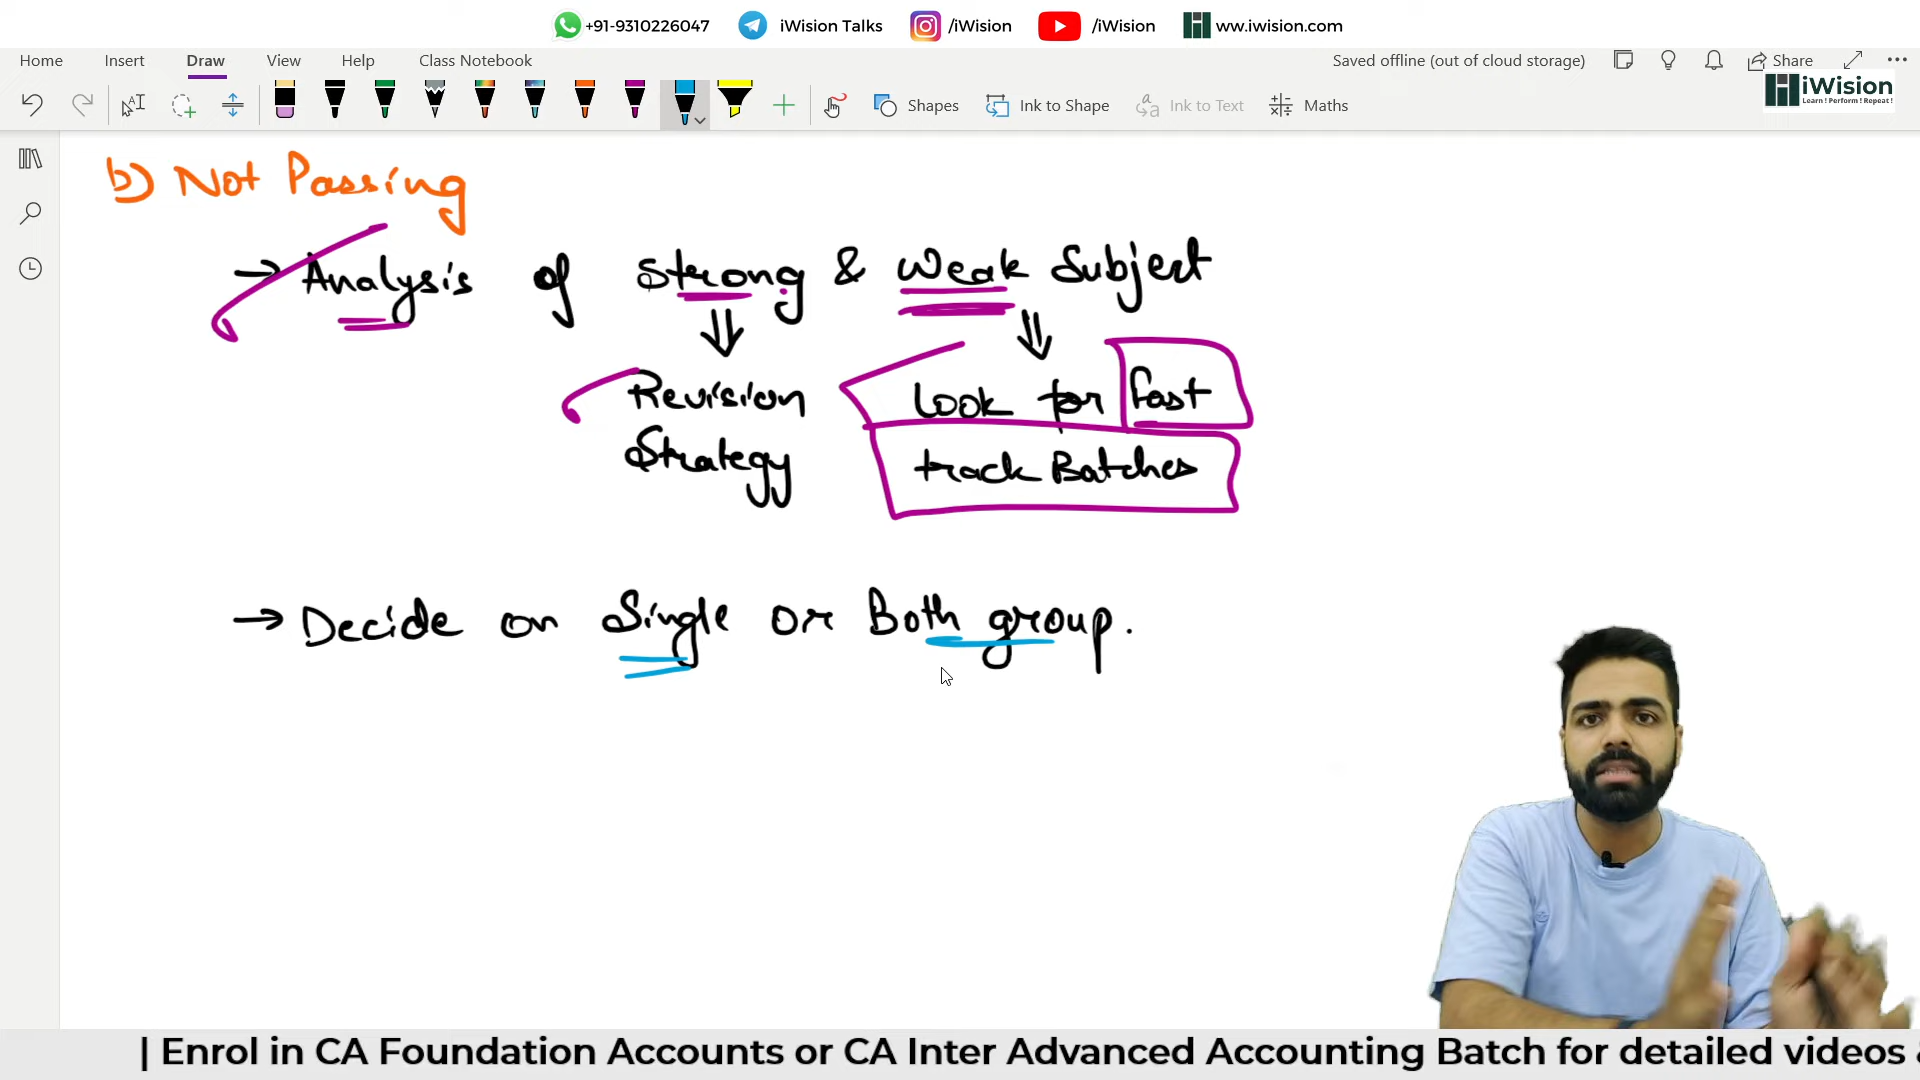 +91-9310226047 iWision Talks /iWision /iWision ww.iwision.com
Home Insert Draw View Help Class Notebook Saved offline (out of cloud storage) Share
Shapes Ink to Shape Ink to Text Maths
iWision
Learn ! Perform ! Repeat !
b) Not Passing
→ Analysis of Strong & Weak Subject
Revision Look for fast
Strategy track Batches
→ Decide on Single or Both group.
| Enrol in CA Foundation Accounts or CA Inter Advanced Accounting Batch for detailed videos